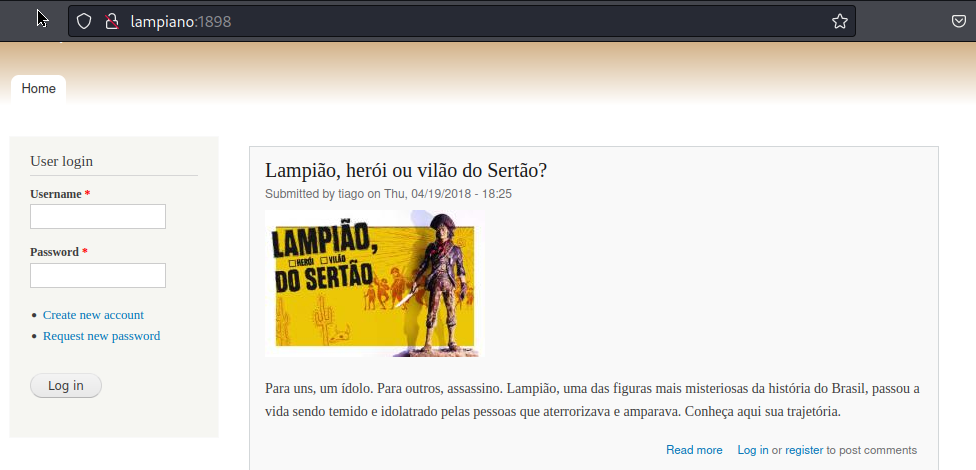 lampiano:1898
Home
User login
Username *
Password *
Create new account
Request new password
Log in
Lampião, herói ou vilão do Sertão?
Submitted by tiago on Thu, 04/19/2018 - 18:25
LAMPIÃO,
HERÓI VILÃO
DO SERTÃO
Para uns, um ídolo. Para outros, assassino. Lampião, uma das figuras mais misteriosas da história do Brasil, passou a
vida sendo temido e idolatrado pelas pessoas que aterrorizava e amparava. Conheça aqui sua trajetória.
Read more Log in or register to post comments